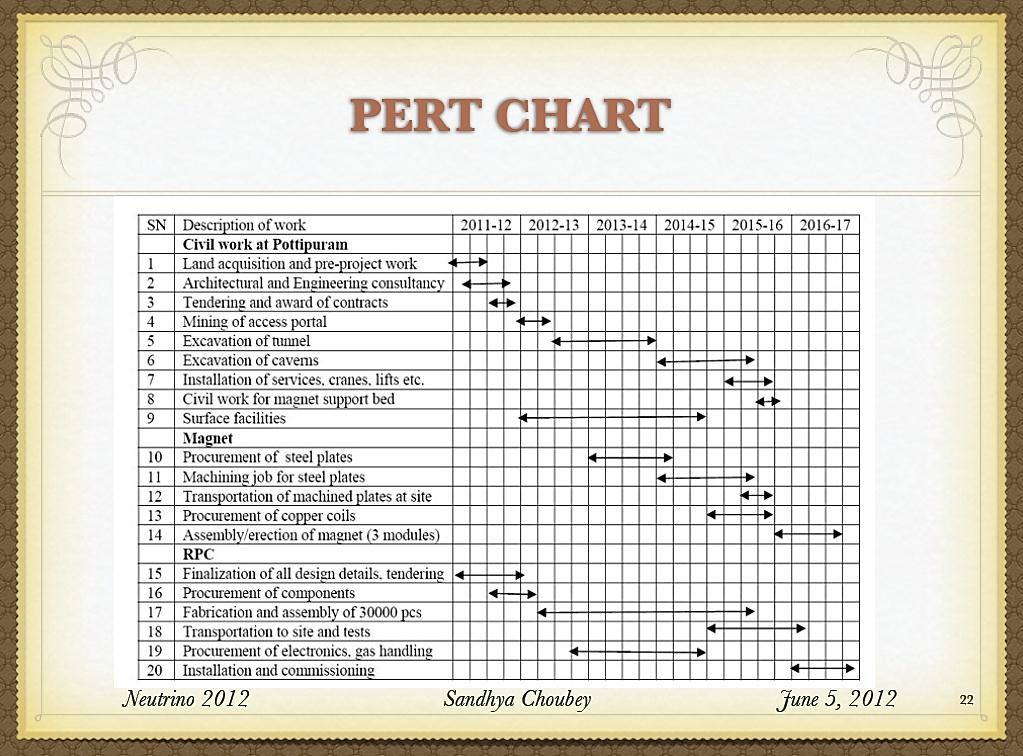 PERT CHART
SN Description of work 2011-12 2012-13 2013-14 2014-15 2015-16 2016-17
Civil work at Pottipuram
1 Land acquisition and pre-project work
2 Architectural and Engineering consultancy
3 Tendering and award of contracts
4 Mining of access portal
5 Excavation of tunnel
6 Excavation of caverns
7 Installation of services, cranes, lifts etc.
8 Civil work for magnet support bed
9 Surface facilities
Magnet
10 Procurement of steel plates
11 Machining job for steel plates
12 Transportation of machined plates at site
13 Procurement of copper coils
14 Assembly/erection of magnet (3 modules)
RPC
15 Finalization of all design details, tendering
16 Procurement of components
17 Fabrication and assembly of 30000 pcs
18 Transportation to site and tests
19 Procurement of electronics, gas handling
20 Installation and commissioning
Neutrino 2012 Sandhya Choubey June 5, 2012 22